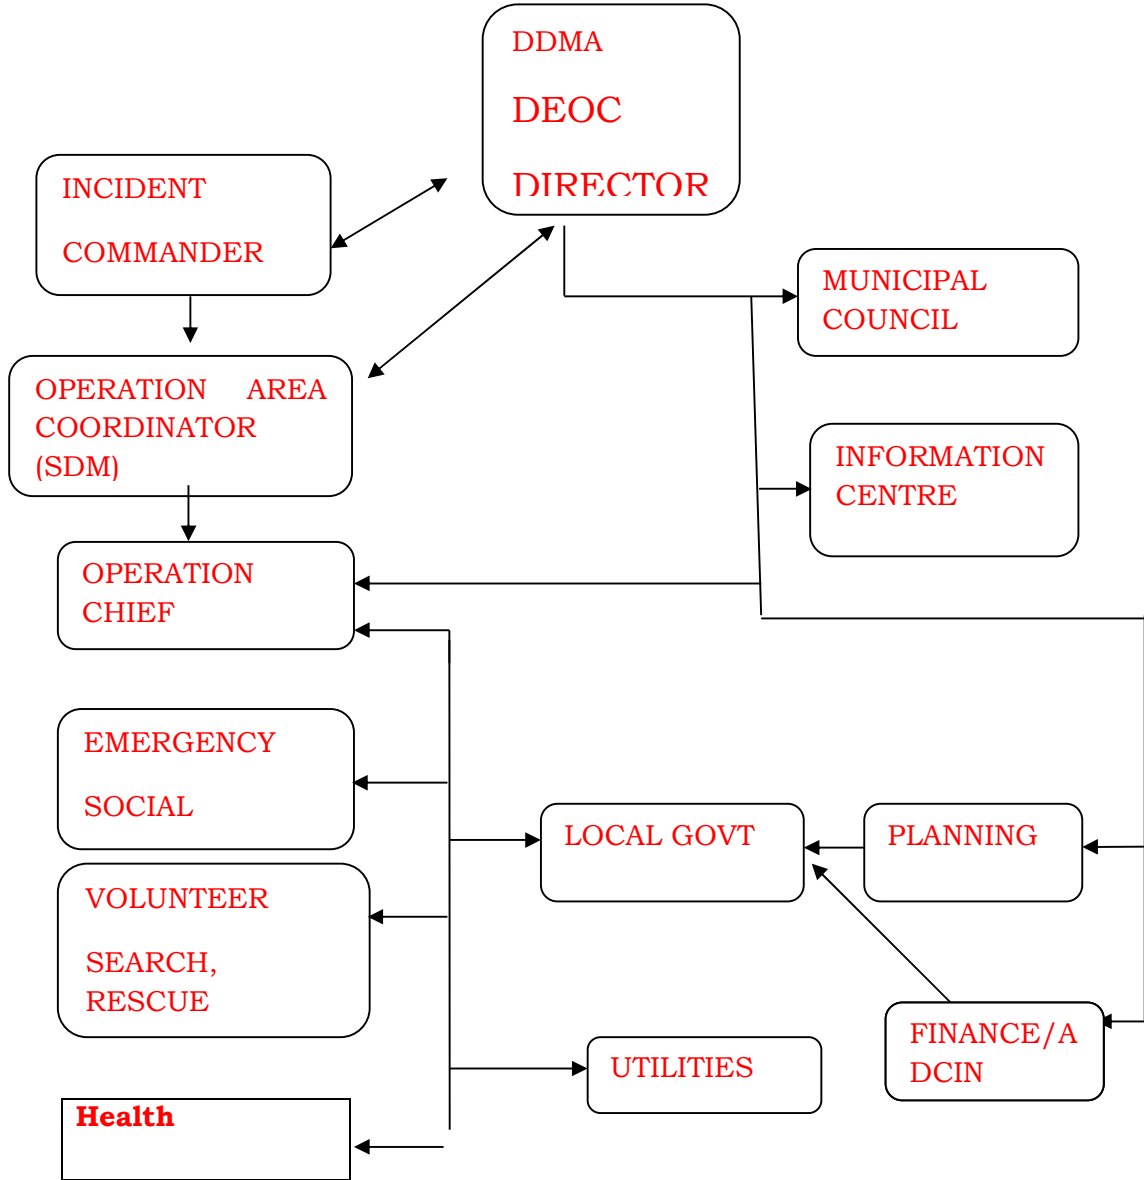 DDMA
DEOC
DIRECTOR
INCIDENT
COMMANDER
MUNICIPAL
COUNCIL
OPERATION AREA
COORDINATOR
(SDM)
INFORMATION
CENTRE
OPERATION
CHIEF
EMERGENCY
SOCIAL
LOCAL GOVT
PLANNING
VOLUNTEER
SEARCH,
RESCUE
FINANCE/A
DCIN
UTILITIES
Health